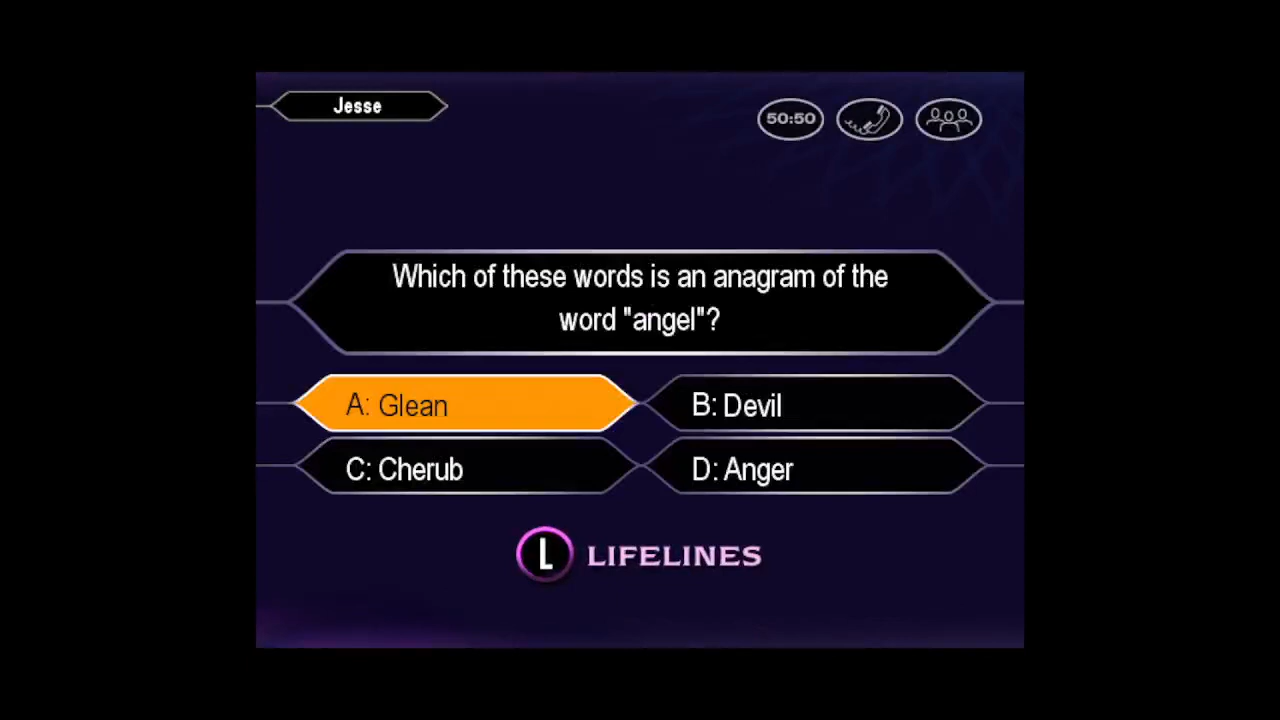 Jesse
50:50
Which of these words is an anagram of the
word "angel"?
A: Glean
B: Devil
C: Cherub
D: Anger
L LIFELINES